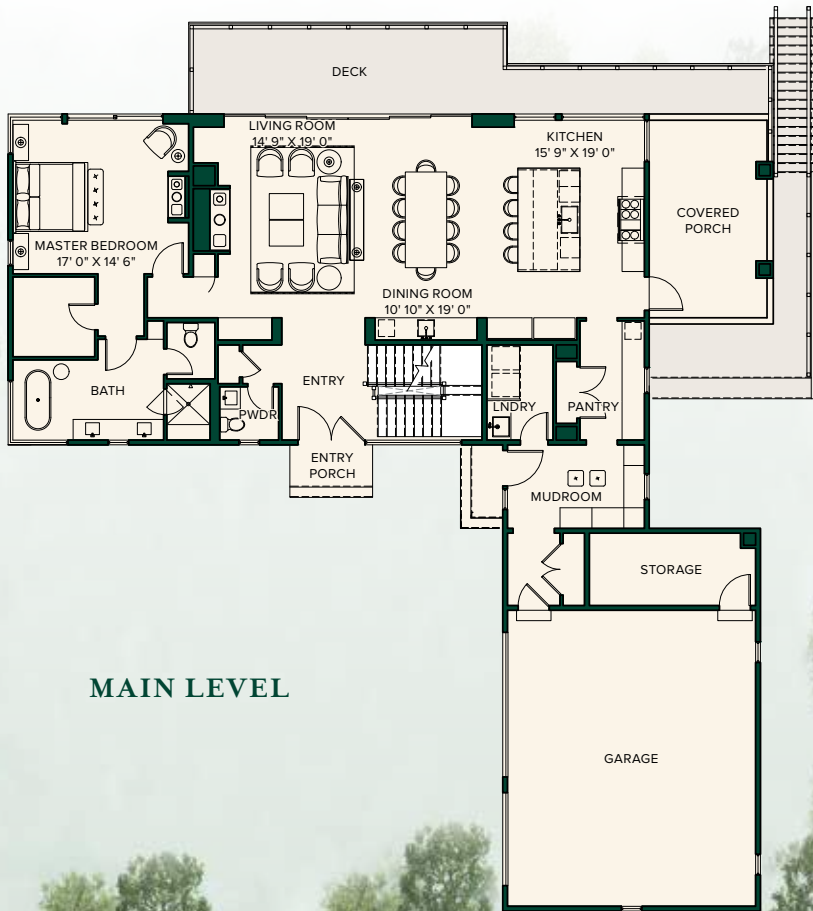 DECK
LIVING ROOM
14' 9" X 19' 0"
KITCHEN
15' 9" X 19' 0"
COVERED
PORCH
MASTER BEDROOM
17' 0" X 14' 6"
DINING ROOM
10' 10" X 19' 0"
BATH
ENTRY
PWDR
LNDRY
PANTRY
ENTRY
PORCH
MUDROOM
STORAGE
MAIN LEVEL
GARAGE